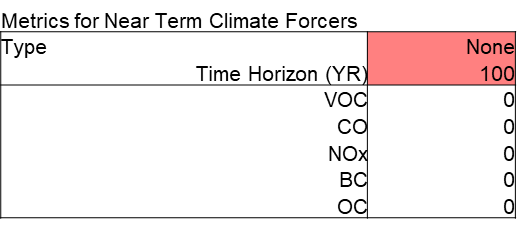 Metrics for Near Term Climate Forcers
Type None
Time Horizon (YR) 100
VOC 0
CO 0
NOx 0
BC 0
OC 0